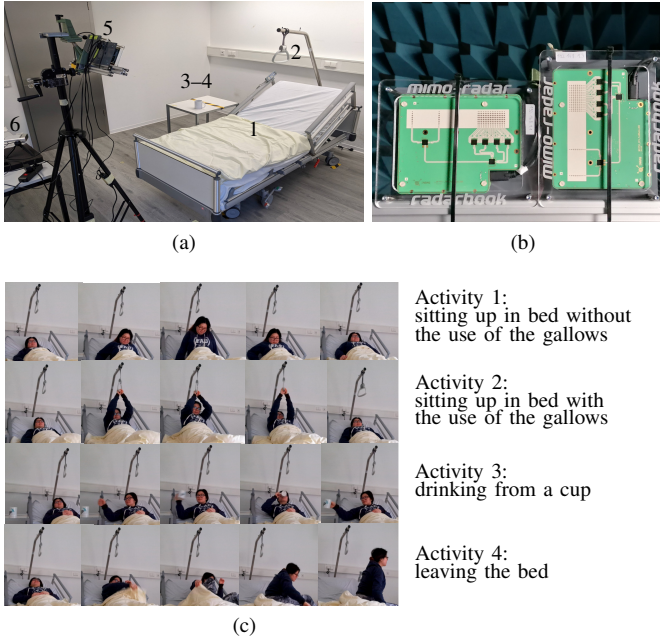 5
2
3–4
6
1
mimo-radar
radarbook
mimo-radar
radarbook
(a)
(b)
Activity 1:
sitting up in bed without
the use of the gallows
Activity 2:
sitting up in bed with
the use of the gallows
Activity 3:
drinking from a cup
Activity 4:
leaving the bed
(c)